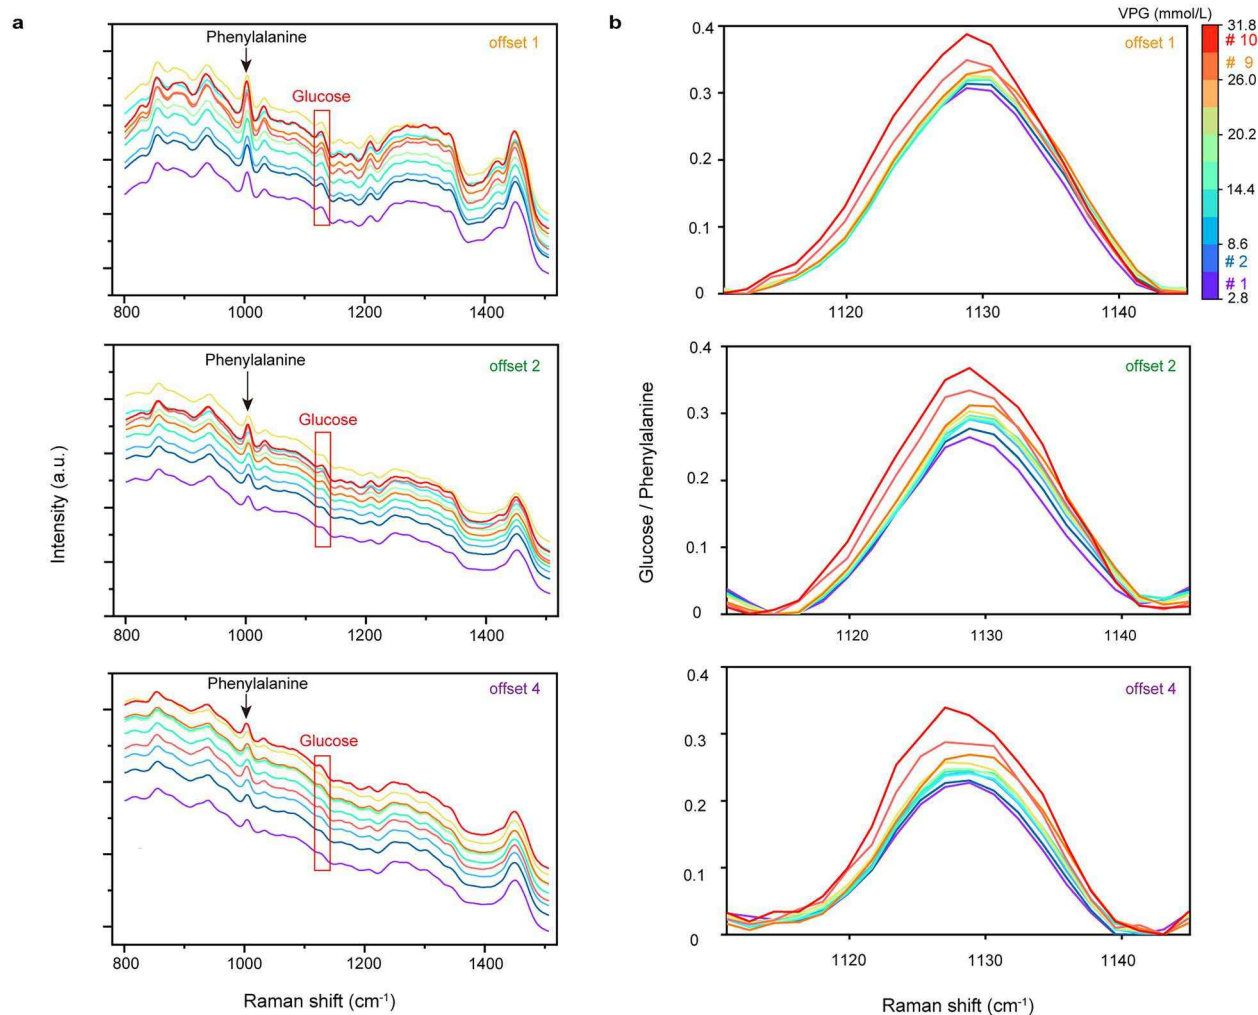 a
b
Phenylalanine
offset 1
Glucose
800
1000
1200
1400
Phenylalanine
offset 2
Glucose
800
1000
1200
1400
Phenylalanine
offset 4
Glucose
800
1000
1200
1400
Intensity (a.u.)
Raman shift (cm⁻¹)
VPG (mmol/L)
0.4
offset 1
0.3
0.2
0.1
0
1120
1130
1140
31.8
# 10
# 9
26.0
20.2
14.4
8.6
# 2
# 1
2.8
0.4
offset 2
0.3
0.2
0.1
0
1120
1130
1140
0.4
offset 4
0.3
0.2
0.1
0
1120
1130
1140
Glucose / Phenylalanine
Raman shift (cm⁻¹)